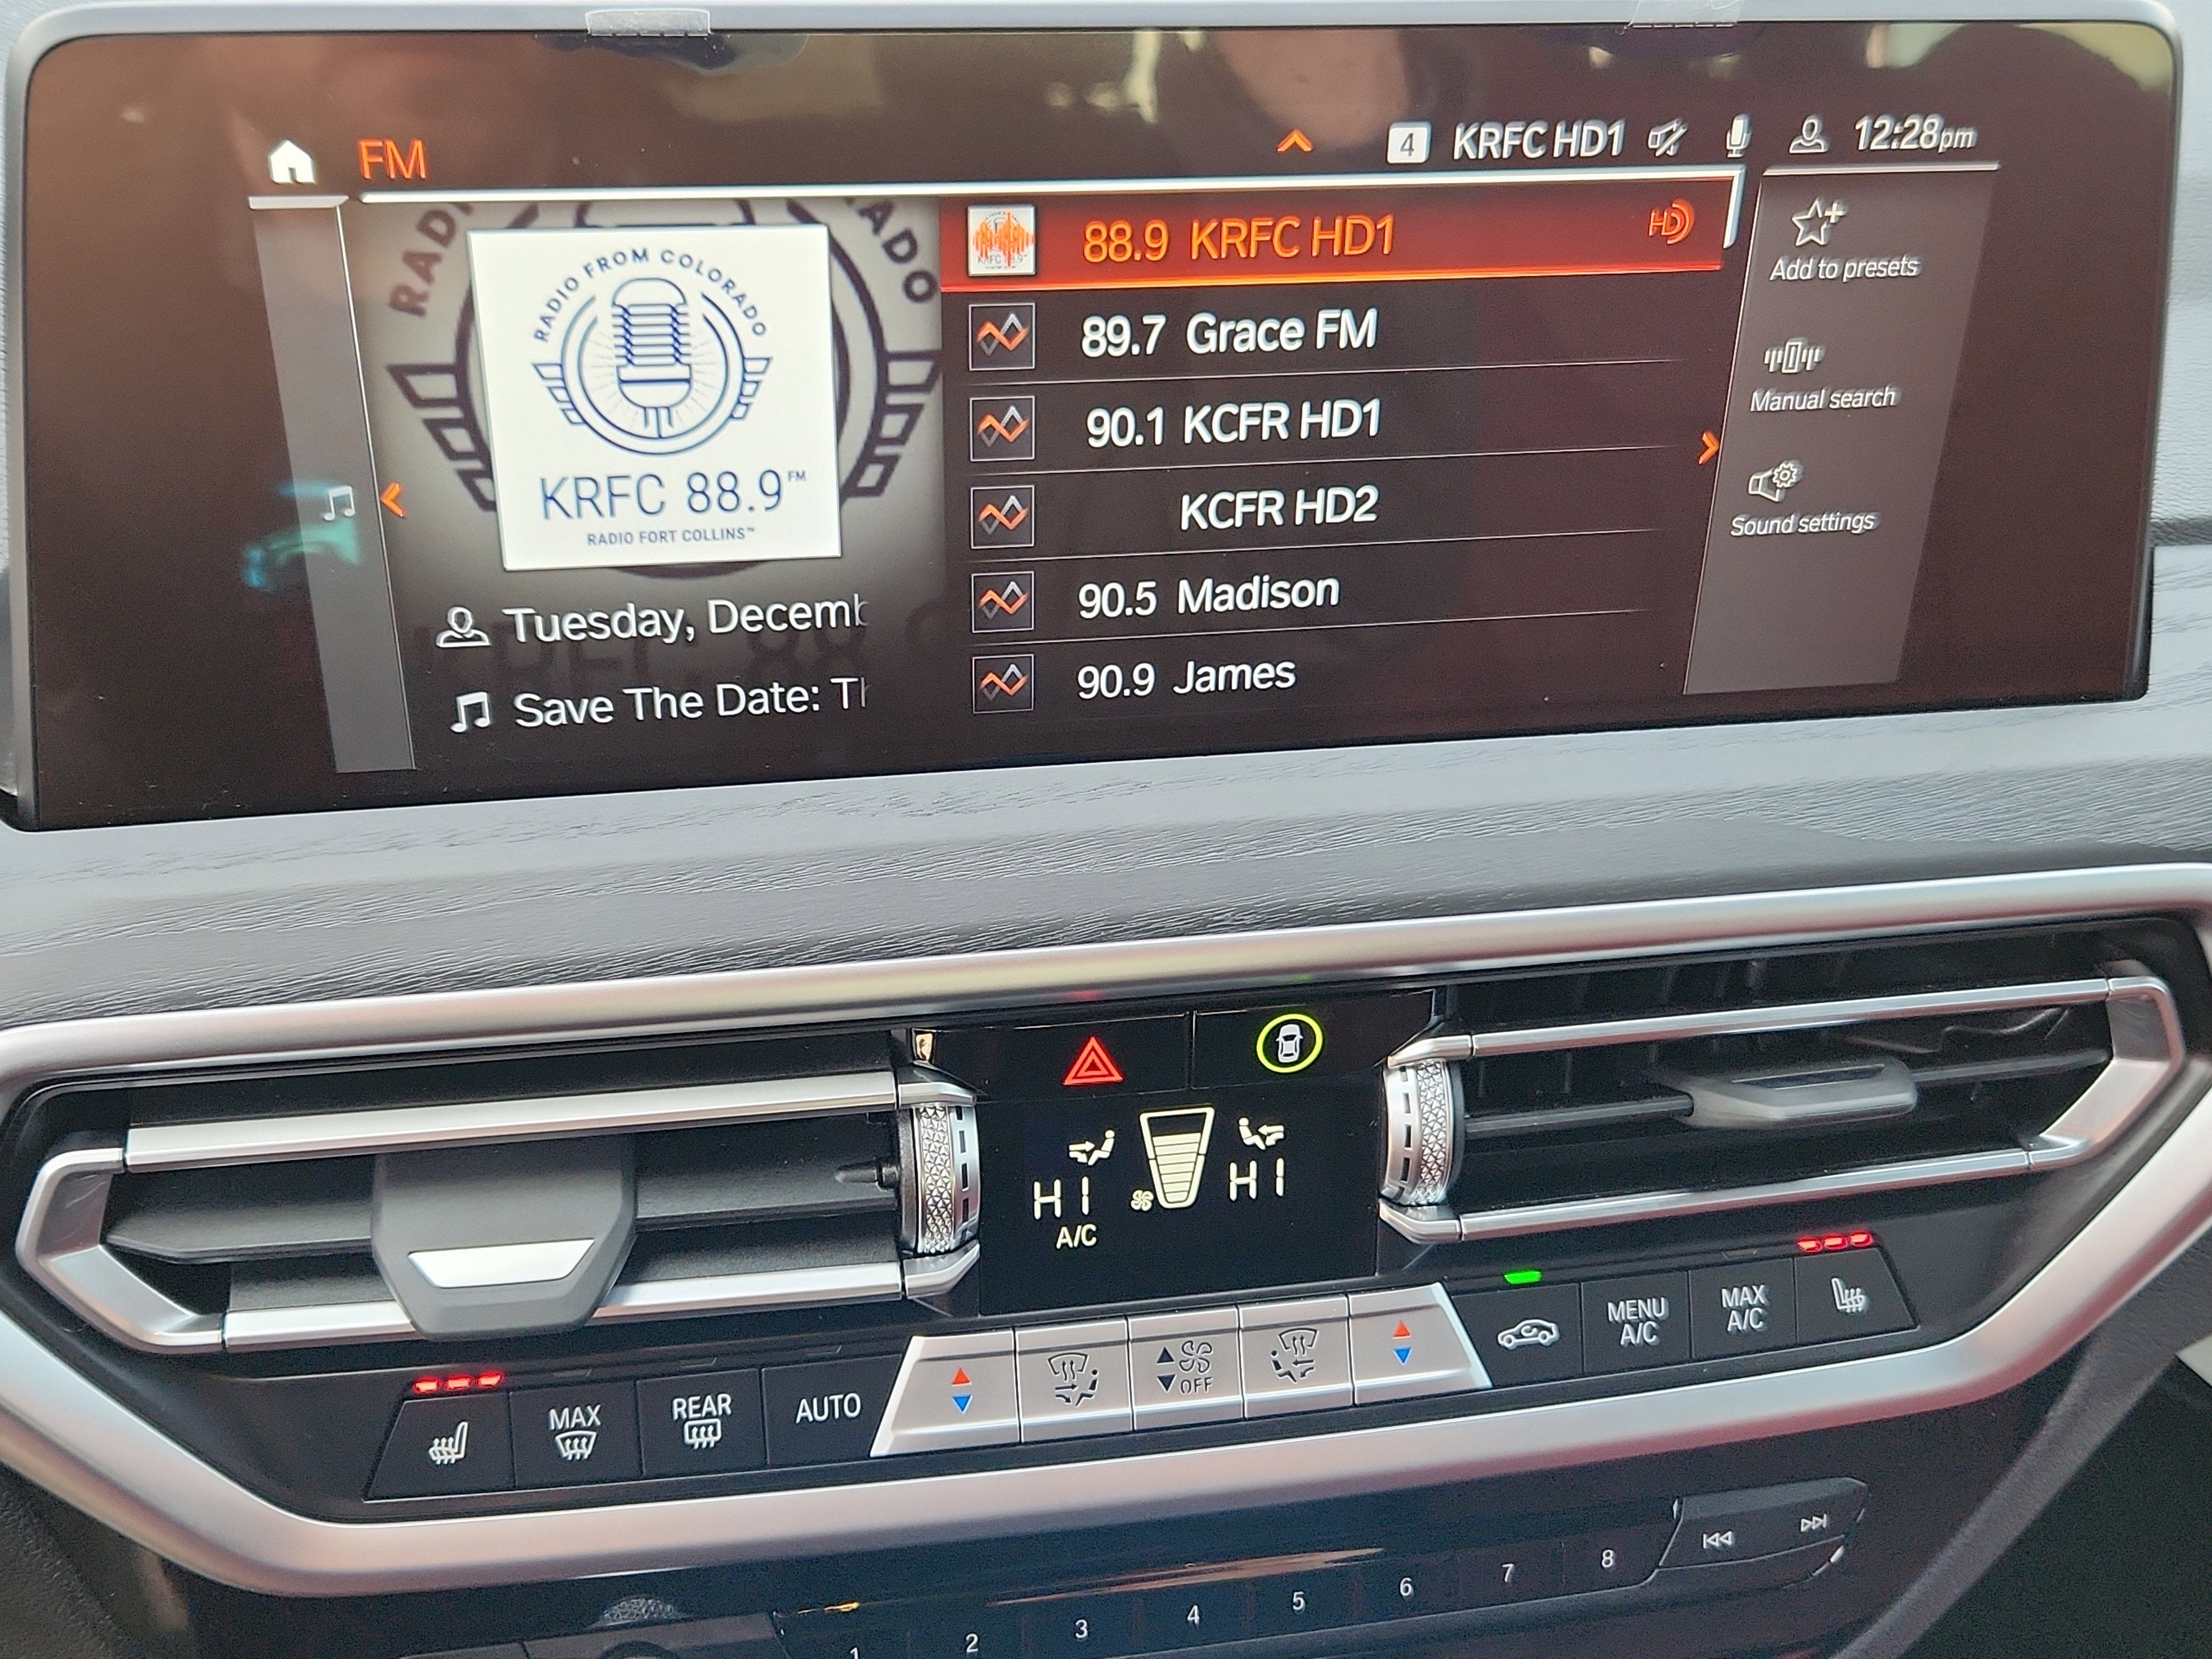 FM
4 KRFC HD1 12:28pm
RADIO FROM COLORADO
KRFC 88.9 FM
RADIO FORT COLLINS™
Tuesday, Decemb
Save The Date: Th
88.9 KRFC HD1 HD
89.7 Grace FM
90.1 KCFR HD1
KCFR HD2
90.5 Madison
90.9 James
Add to presets
Manual search
Sound settings
HI HI
A/C
MAX
REAR
AUTO
OFF
MENU A/C
MAX A/C
1 2 3 4 5 6 7 8